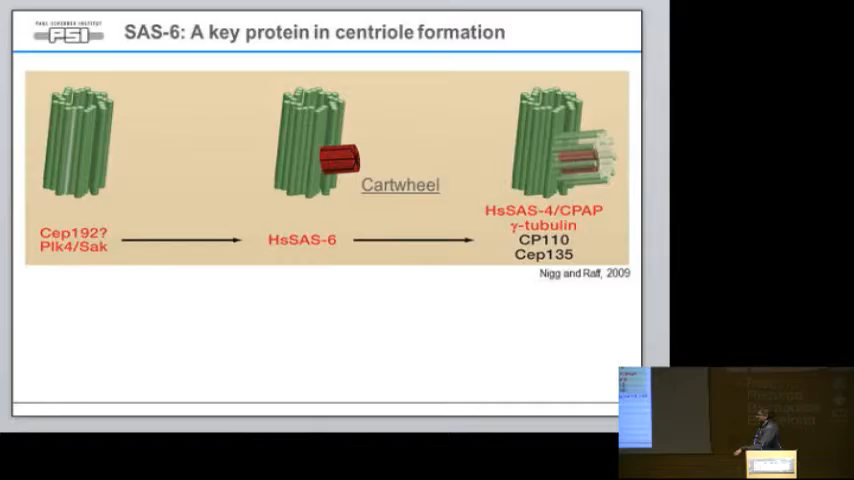 PAUL SCHERRER INSTITUT
PSI
SAS-6: A key protein in centriole formation
Cartwheel
Cep192?
Plk4/Sak
HsSAS-6
HsSAS-4/CPAP
γ-tubulin
CP110
Cep135
Nigg and Raff, 2009